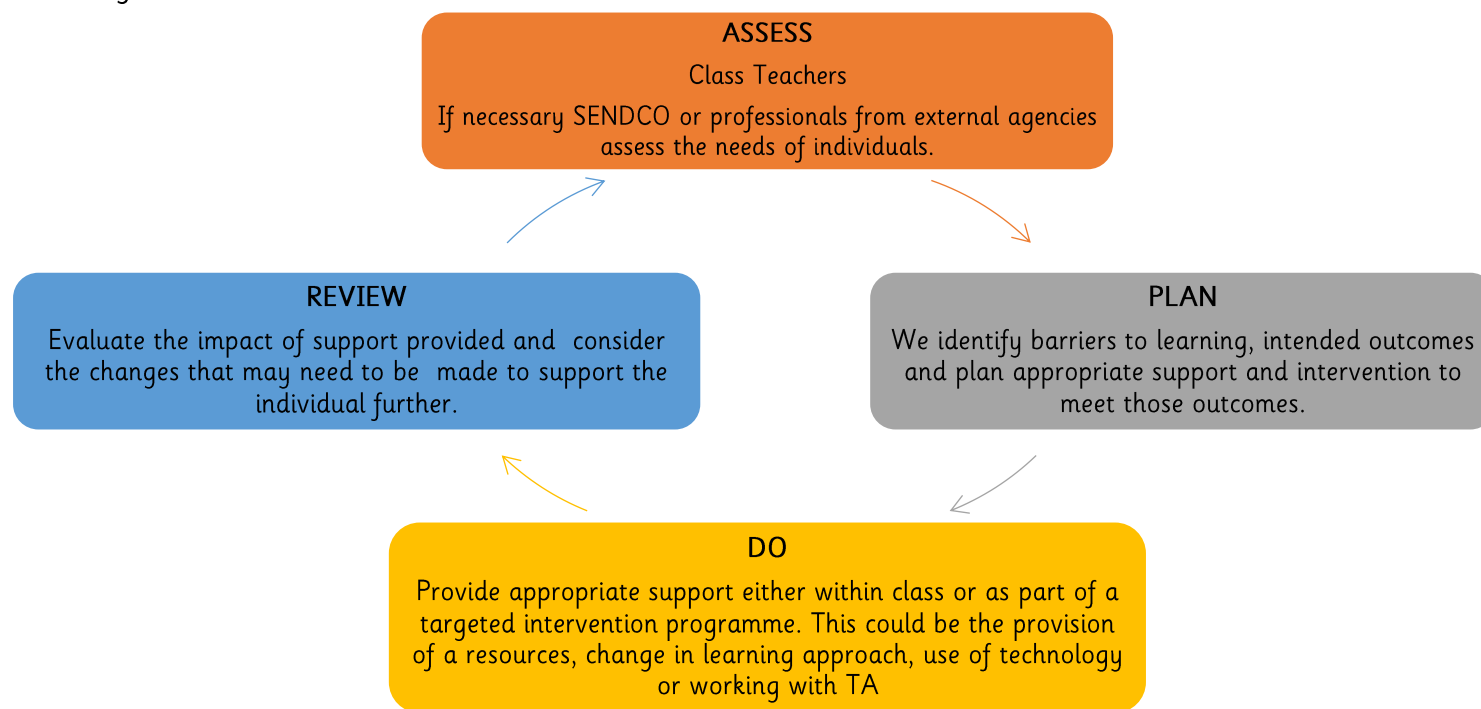 ASSESS
Class Teachers
If necessary SENDCO or professionals from external agencies
assess the needs of individuals.
REVIEW
Evaluate the impact of support provided and  consider
the changes that may need to be  made to support the
individual further.
PLAN
We identify barriers to learning, intended outcomes
and plan appropriate support and intervention to
meet those outcomes.
DO
Provide appropriate support either within class or as part of a
targeted intervention programme. This could be the provision
of a resources, change in learning approach, use of technology
or working with TA